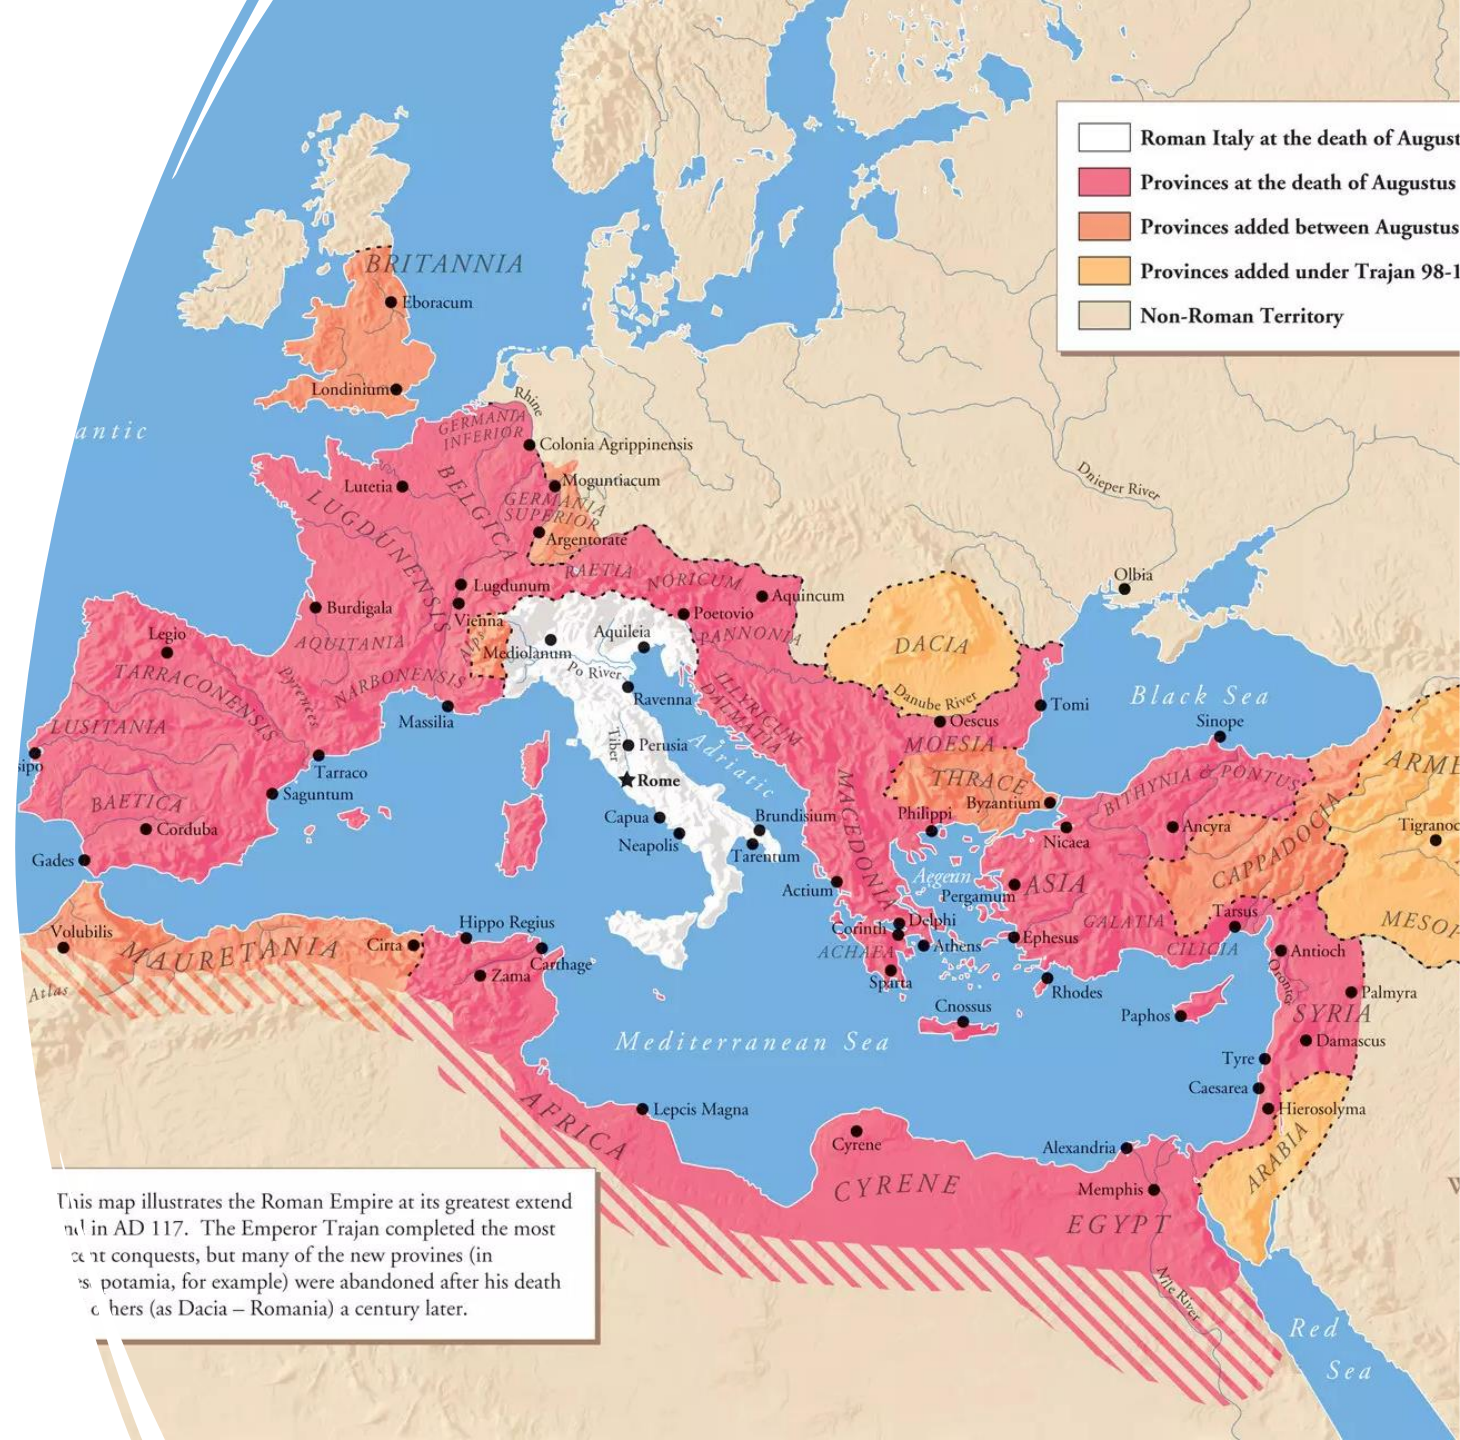 Roman Italy at the death of August
Provinces at the death of Augustus
Provinces added between Augustus
Provinces added under Trajan 98-1
Non-Roman Territory
BRITANNIA
Eboracum
Londinium
antic
Rhine
GERMANIA
INFERIOR
Colonia Agrippinensis
BELGICA
Moguntiacum
Lutetia
GERMANIA
SUPERIOR
LUGDUNENSIS
Argentorate
Dnieper River
RAETIA
NORICUM
Olbia
Lugdunum
Aquincum
Burdigala
Vienna
Poetovio
Legio
AQUITANIA
Alps
Mediolanum
Aquileia
PANNONIA
DACIA
TARRACONENSIS
Pyrenees
NARBONENSIS
Po River
Ravenna
ILLYRICUM
DALMATIA
Danube River
Black Sea
Tomi
LUSITANIA
Massilia
Oescus
Sinope
Tiber
Perusia
Adriatic
MOESIA
sipo
Tarraco
Rome
MACEDONIA
THRACE
BITHYNIA & PONTUS
ARME
BAETICA
Saguntum
Byzantium
Corduba
Capua
Brundisium
Philippi
Ancyra
Tigranoc
Neapolis
Tarentum
Nicaea
CAPPADOCIA
Gades
Actium
Aegean
Pergamum
ASIA
Volubilis
Hippo Regius
Corinth
Delphi
GALATIA
Tarsus
MESOP
MAURETANIA
Cirta
ACHAEA
Athens
Ephesus
CILICIA
Antioch
Carthage
Zama
Sparta
Orontes
Atlas
Rhodes
Palmyra
Cnossus
Paphos
SYRIA
Mediterranean Sea
Damascus
Tyre
Caesarea
AFRICA
Lepcis Magna
Hierosolyma
Cyrene
Alexandria
ARABIA
CYRENE
Memphis
EGYPT
Nile River
Red
Sea
This map illustrates the Roman Empire at its greatest extend
in AD 117. The Emperor Trajan completed the most
conquests, but many of the new provines (in
potamia, for example) were abandoned after his death
hers (as Dacia – Romania) a century later.